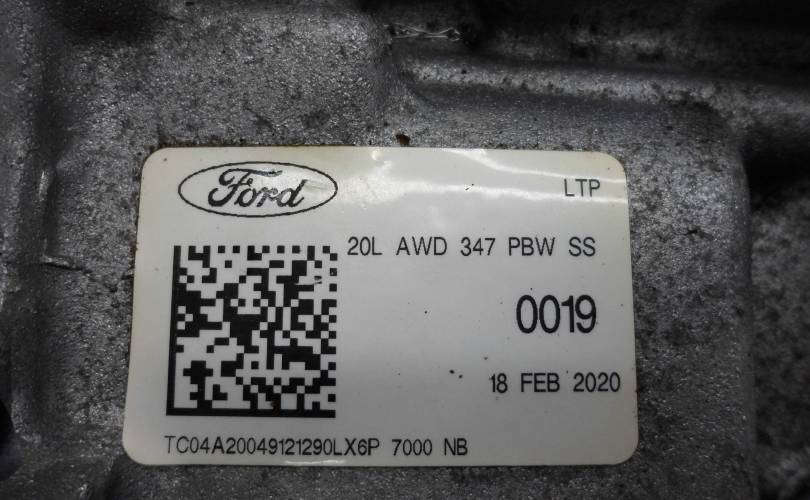 Ford
LTP
20L AWD 347 PBW SS
0019
18 FEB 2020
TC04A20049121290LX6P 7000 NB